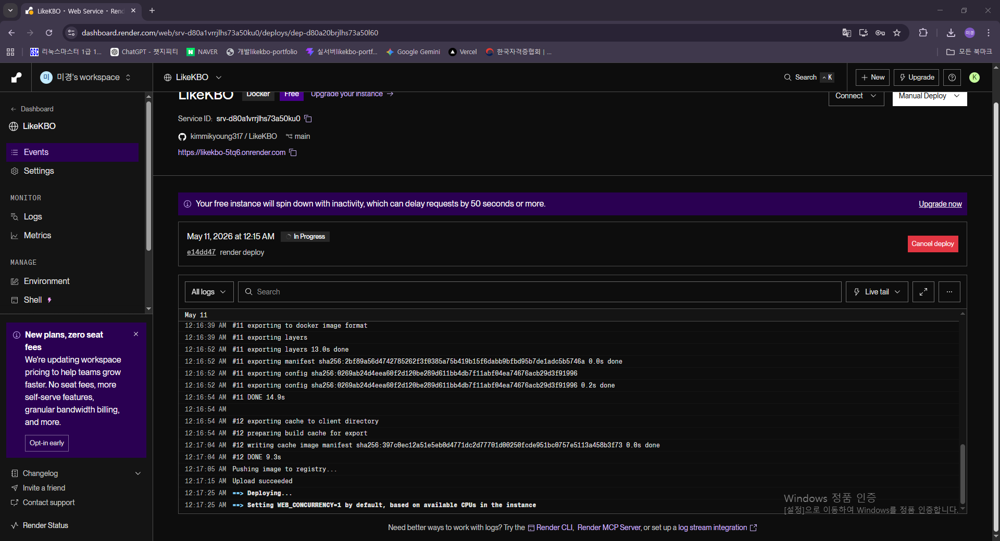 LikeKBO・Web Service・Rend
dashboard.render.com/web/srv-d80a1vrrjlhs73a50ku0/deploys/dep-d80a20brjlhs73a50l60
미경
리눅스마스터 1급 1...
ChatGPT - 챗지피티
NAVER
개발likekbo-portfolio
실서버likekbo-portf...
Google Gemini
Vercel
한국자격증협회 | ...
모든 북마크
미 미경's workspace
LikeKBO
Search ⌃ K
+ New
Upgrade
K
← Dashboard
LikeKBO
Events
Settings
MONITOR
Logs
Metrics
MANAGE
Environment
Shell
New plans, zero seat
fees
We're updating workspace
pricing to help teams grow
faster. No seat fees, more
self-serve features,
granular bandwidth billing,
and more.
Opt-in early
Changelog
Invite a friend
Contact support
Render Status
LikeKBO Docker Free Upgrade your instance →
Connect
Manual Deploy
Service ID: srv-d80a1vrrjlhs73a50ku0
kimmikyoung317 / LikeKBO main
https://likekbo-5tq6.onrender.com
Your free instance will spin down with inactivity, which can delay requests by 50 seconds or more.
Upgrade now
May 11, 2026 at 12:15 AM In Progress
e14dd47 render deploy
Cancel deploy
All logs
Search
Live tail
...
May 11
12:16:39 AM #11 exporting to docker image format
12:16:39 AM #11 exporting layers
12:16:52 AM #11 exporting layers 13.0s done
12:16:52 AM #11 exporting manifest sha256:2bf89a56d4742785262f3f0385a75b419b15f6dabb9bfbd95b7de1adc5b5746a 0.0s done
12:16:52 AM #11 exporting config sha256:0269ab24d4eea60f2d120be289d611bb4db7f11abf04ea74676acb29d3f91996
12:16:52 AM #11 exporting config sha256:0269ab24d4eea60f2d120be289d611bb4db7f11abf04ea74676acb29d3f91996 0.2s done
12:16:54 AM #11 DONE 14.9s
12:16:54 AM
12:16:54 AM #12 exporting cache to client directory
12:16:54 AM #12 preparing build cache for export
12:17:04 AM #12 writing cache image manifest sha256:397c0ec12a51e5eb0d4771dc2d77701d00250fcde951bc0757e5113a458b3f73 0.0s done
12:17:04 AM #12 DONE 9.3s
12:17:05 AM Pushing image to registry...
12:17:15 AM Upload succeeded
12:17:25 AM ==> Deploying...
12:17:25 AM ==> Setting WEB_CONCURRENCY=1 by default, based on available CPUs in the instance
Windows 정품 인증
[설정]으로 이동하여 Windows를 정품 인증합니다.
Need better ways to work with logs? Try the Render CLI, Render MCP Server, or set up a log stream integration